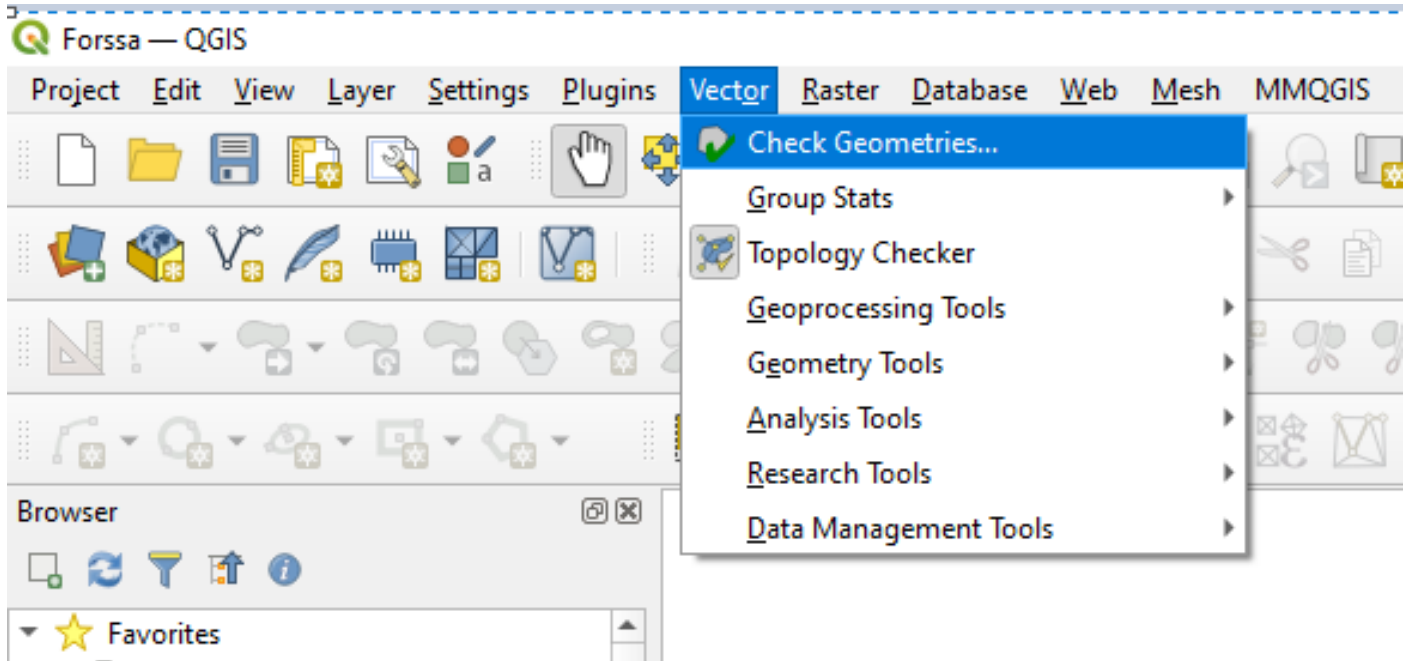 Forssa — QGIS
Project Edit View Layer Settings Plugins Vector Raster Database Web Mesh MMQGIS
Check Geometries...
a
Group Stats
Topology Checker
Geoprocessing Tools
Geometry Tools
Analysis Tools
Research Tools
Browser
Data Management Tools
Favorites